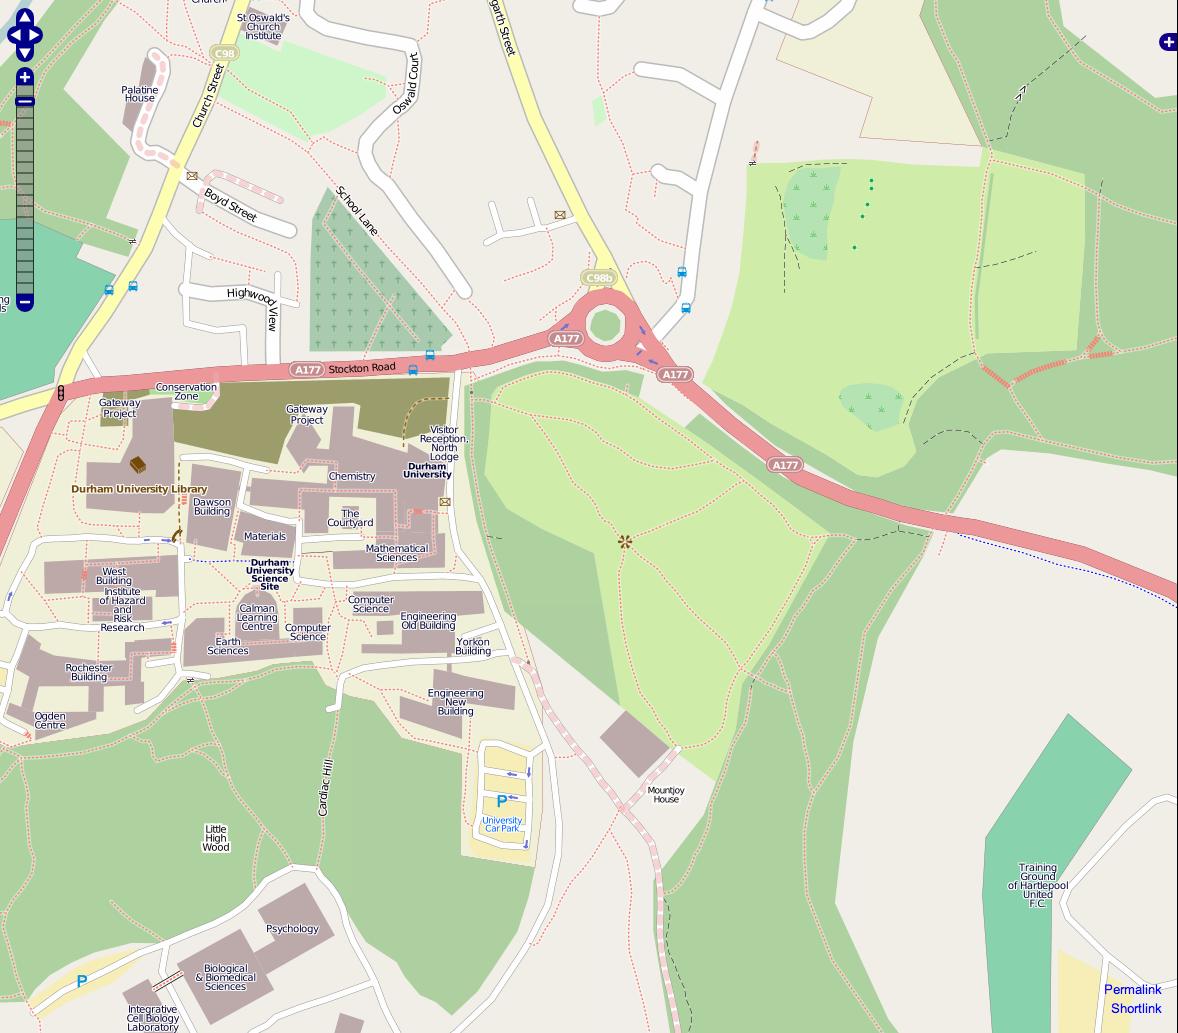 Church
St Oswald's
Church
Institute
garth Street
C98
Palatine
House
Church Street
Oswald Court
School Lane
Boyd Street
C98b
Highwood View
ng
ls
A177
A177 Stockton Road
A177
Conservation
Zone
Gateway
Project
Gateway
Project
Visitor
Reception,
North
Lodge
Durham
University
A177
Durham University Library
Chemistry
Dawson
Building
The
Courtyard
Materials
Mathematical
Sciences
Durham
University
Science
Site
West
Building
Institute
of Hazard
and
Risk
Research
Calman
Learning
Centre
Computer
Science
Computer
Science
Engineering
Old Building
Earth
Sciences
Yorkon
Building
Rochester
Building
Engineering
New
Building
Ogden
Centre
Cardiac Hill
Mountjoy
House
P
University
Car Park
Little
High
Wood
Training
Ground
of Hartlepool
United
F.C.
Psychology
Biological
& Biomedical
Sciences
P
Integrative
Cell Biology
Laboratory
Permalink
Shortlink